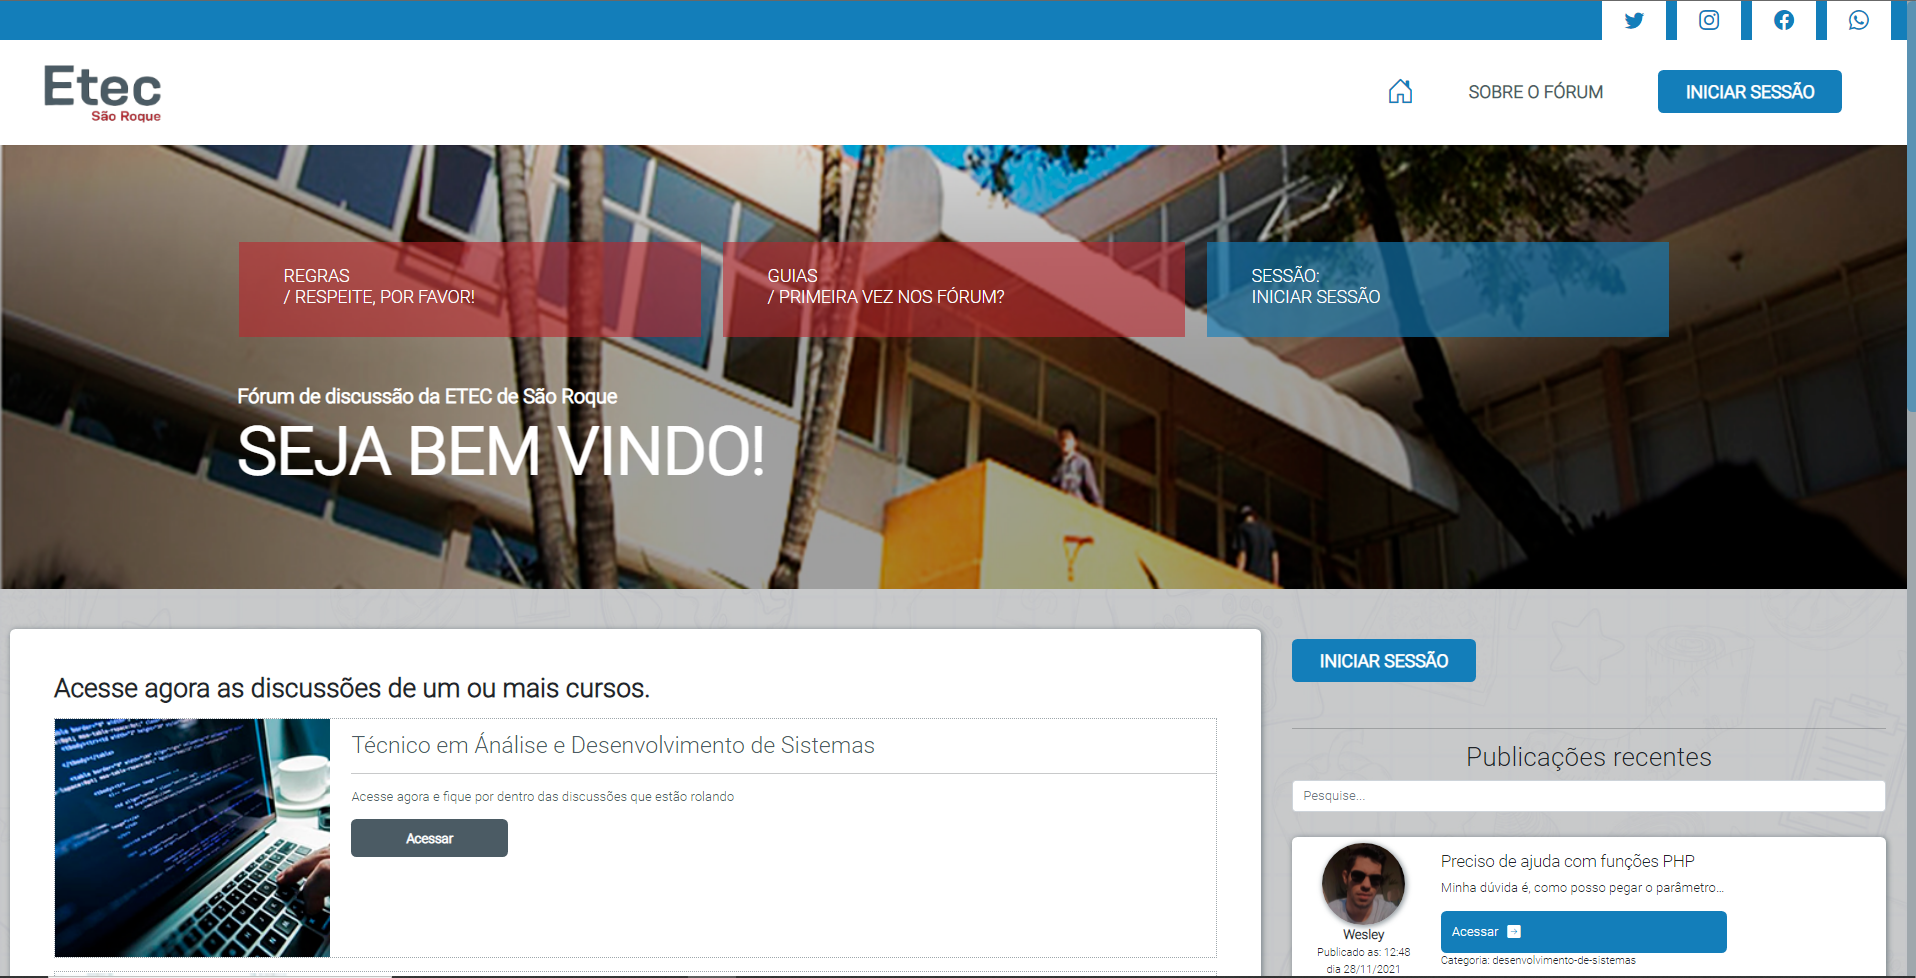 Etec
São Roque
SOBRE O FÓRUM
INICIAR SESSÃO
REGRAS
/ RESPEITE, POR FAVOR!
GUIAS
/ PRIMEIRA VEZ NOS FÓRUM?
SESSÃO:
INICIAR SESSÃO
Fórum de discussão da ETEC de São Roque
SEJA BEM VINDO!
Acesse agora as discussões de um ou mais cursos.
Técnico em Ánálise e Desenvolvimento de Sistemas
Acesse agora e fique por dentro das discussões que estão rolando
Acessar
INICIAR SESSÃO
Publicações recentes
Pesquise...
Preciso de ajuda com funções PHP
Minha dúvida é, como posso pegar o parâmetro...
Acessar
Categoria: desenvolvimento-de-sistemas
Wesley
Publicado as: 12:48
dia 28/11/2021